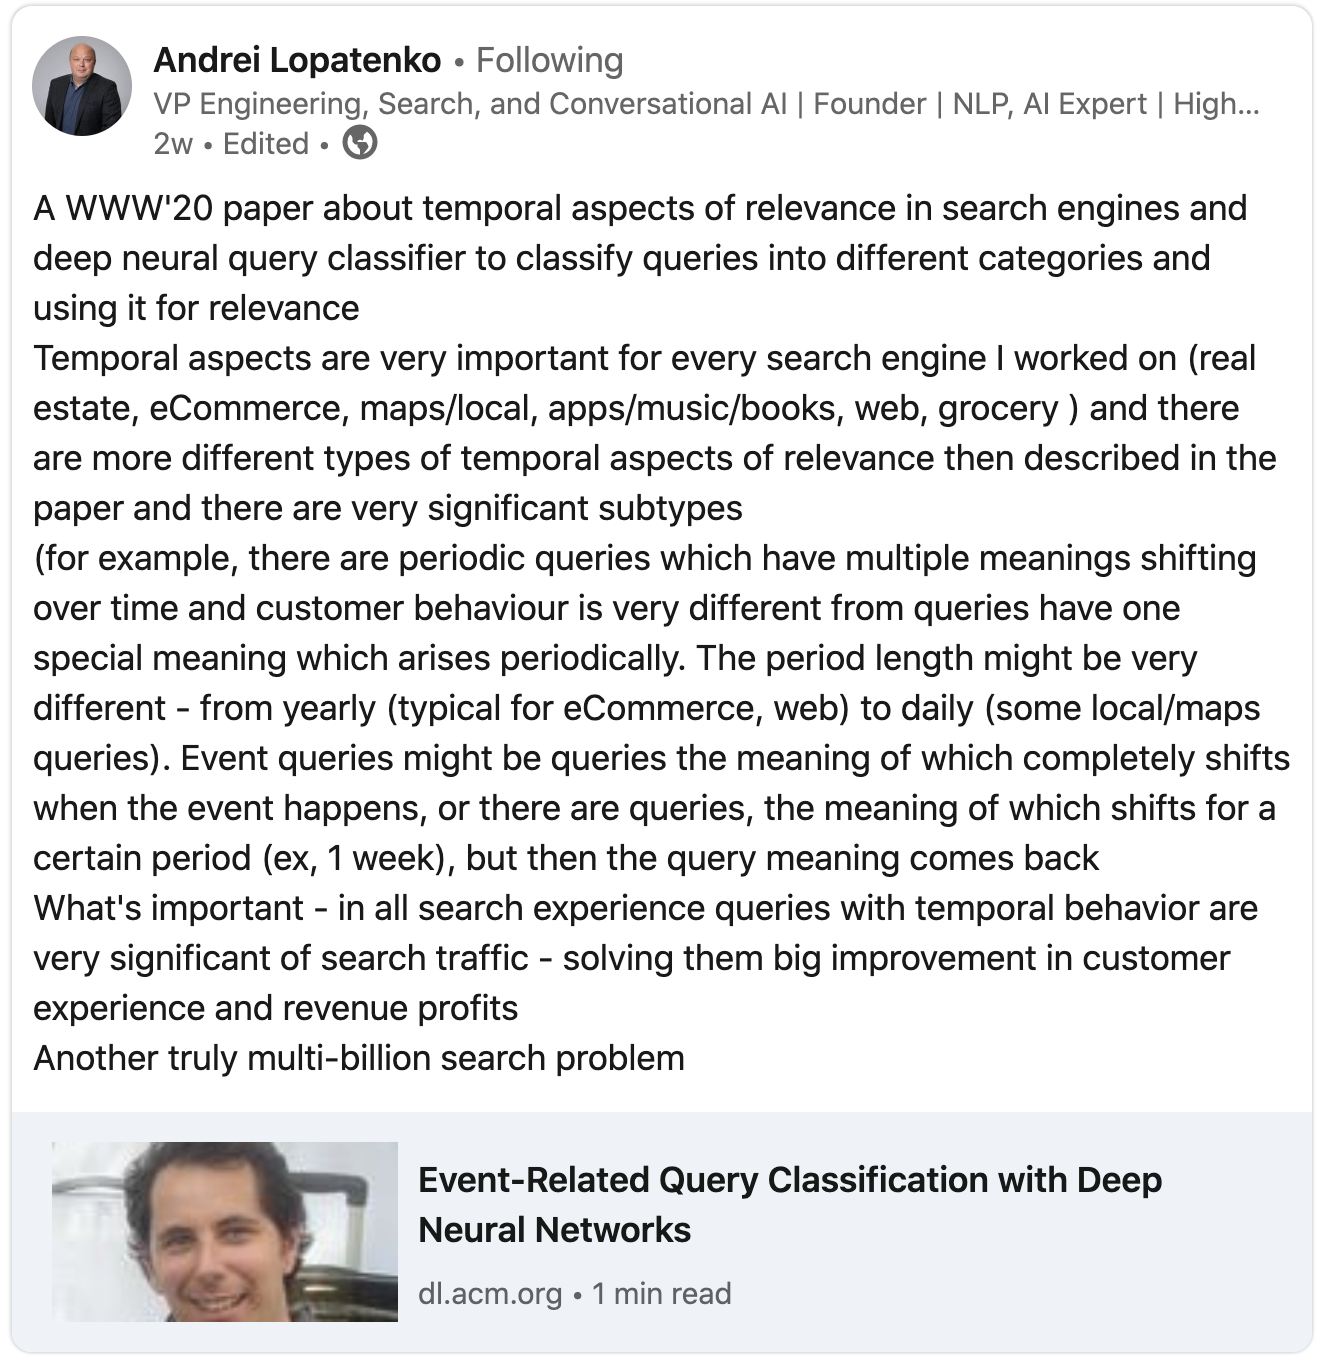 Andrei Lopatenko • Following
VP Engineering, Search, and Conversational AI | Founder | NLP, AI Expert | High...
2w • Edited •
A WWW'20 paper about temporal aspects of relevance in search engines and
deep neural query classifier to classify queries into different categories and
using it for relevance
Temporal aspects are very important for every search engine I worked on (real
estate, eCommerce, maps/local, apps/music/books, web, grocery ) and there
are more different types of temporal aspects of relevance then described in the
paper and there are very significant subtypes
(for example, there are periodic queries which have multiple meanings shifting
over time and customer behaviour is very different from queries have one
special meaning which arises periodically. The period length might be very
different - from yearly (typical for eCommerce, web) to daily (some local/maps
queries). Event queries might be queries the meaning of which completely shifts
when the event happens, or there are queries, the meaning of which shifts for a
certain period (ex, 1 week), but then the query meaning comes back
What's important - in all search experience queries with temporal behavior are
very significant of search traffic - solving them big improvement in customer
experience and revenue profits
Another truly multi-billion search problem
Event-Related Query Classification with Deep
Neural Networks
dl.acm.org • 1 min read